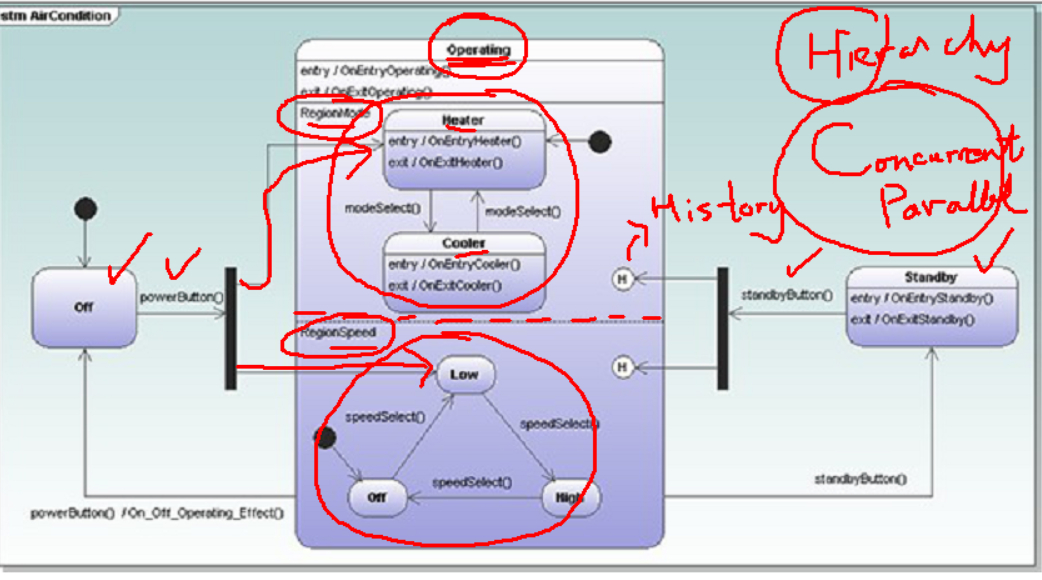 stm AirCondition
Hierarchy
Concurrent
Parallel
History
Operating
entry / OnEntryOperating()
exit / OnExitOperating()
RegionMode
Heater
entry / OnEntryHeater()
exit / OnExitHeater()
modeSelect()
modeSelect()
Cooler
entry / OnEntryCooler()
exit / OnExitCooler()
H
Off
powerButton()
standbyButton()
Standby
entry / OnEntryStandby()
exit / OnExitStandby()
RegionSpeed
H
Low
speedSelect()
speedSelect()
speedSelect()
Off
High
standbyButton()
powerButton() / On_Off_Operating_Effect()